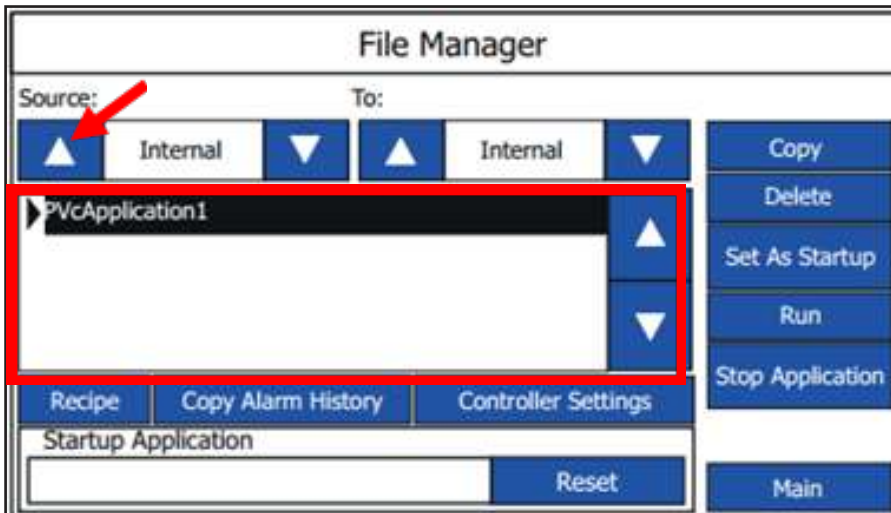 File Manager
Source: To:
Internal Internal
Copy
PVcApplication1
Delete
Set As Startup
Run
Stop Application
Recipe Copy Alarm History Controller Settings
Startup Application
Reset Main